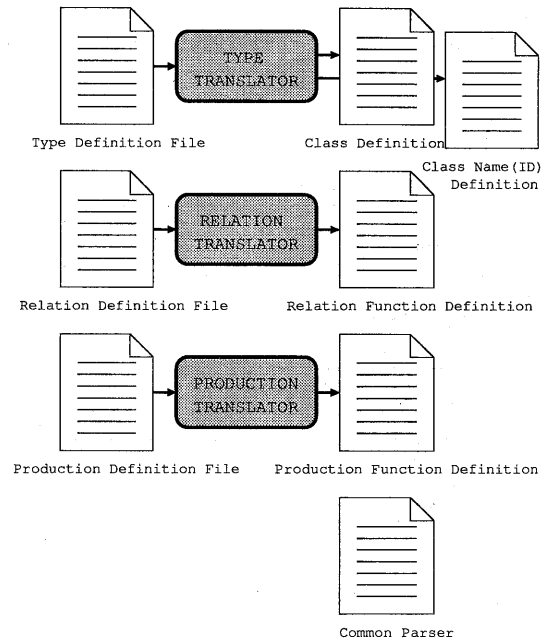 TYPE
TRANSLATOR
Type Definition File
Class Definition
Class Name(ID)
Definition
RELATION
TRANSLATOR
Relation Definition File
Relation Function Definition
PRODUCTION
TRANSLATOR
Production Definition File
Production Function Definition
Common Parser